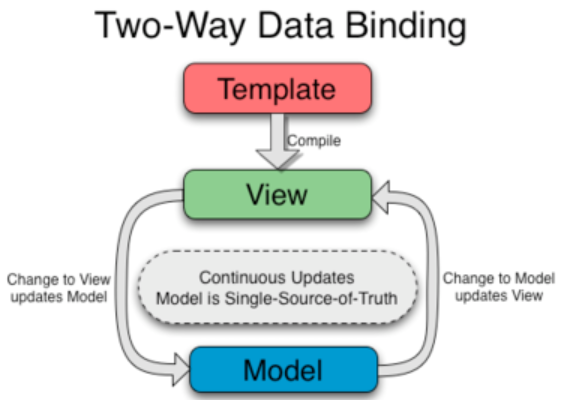 Two-Way Data Binding
Template
Compile
View
Continuous Updates
Model is Single-Source-of-Truth
Change to View
updates Model
Change to Model
updates View
Model